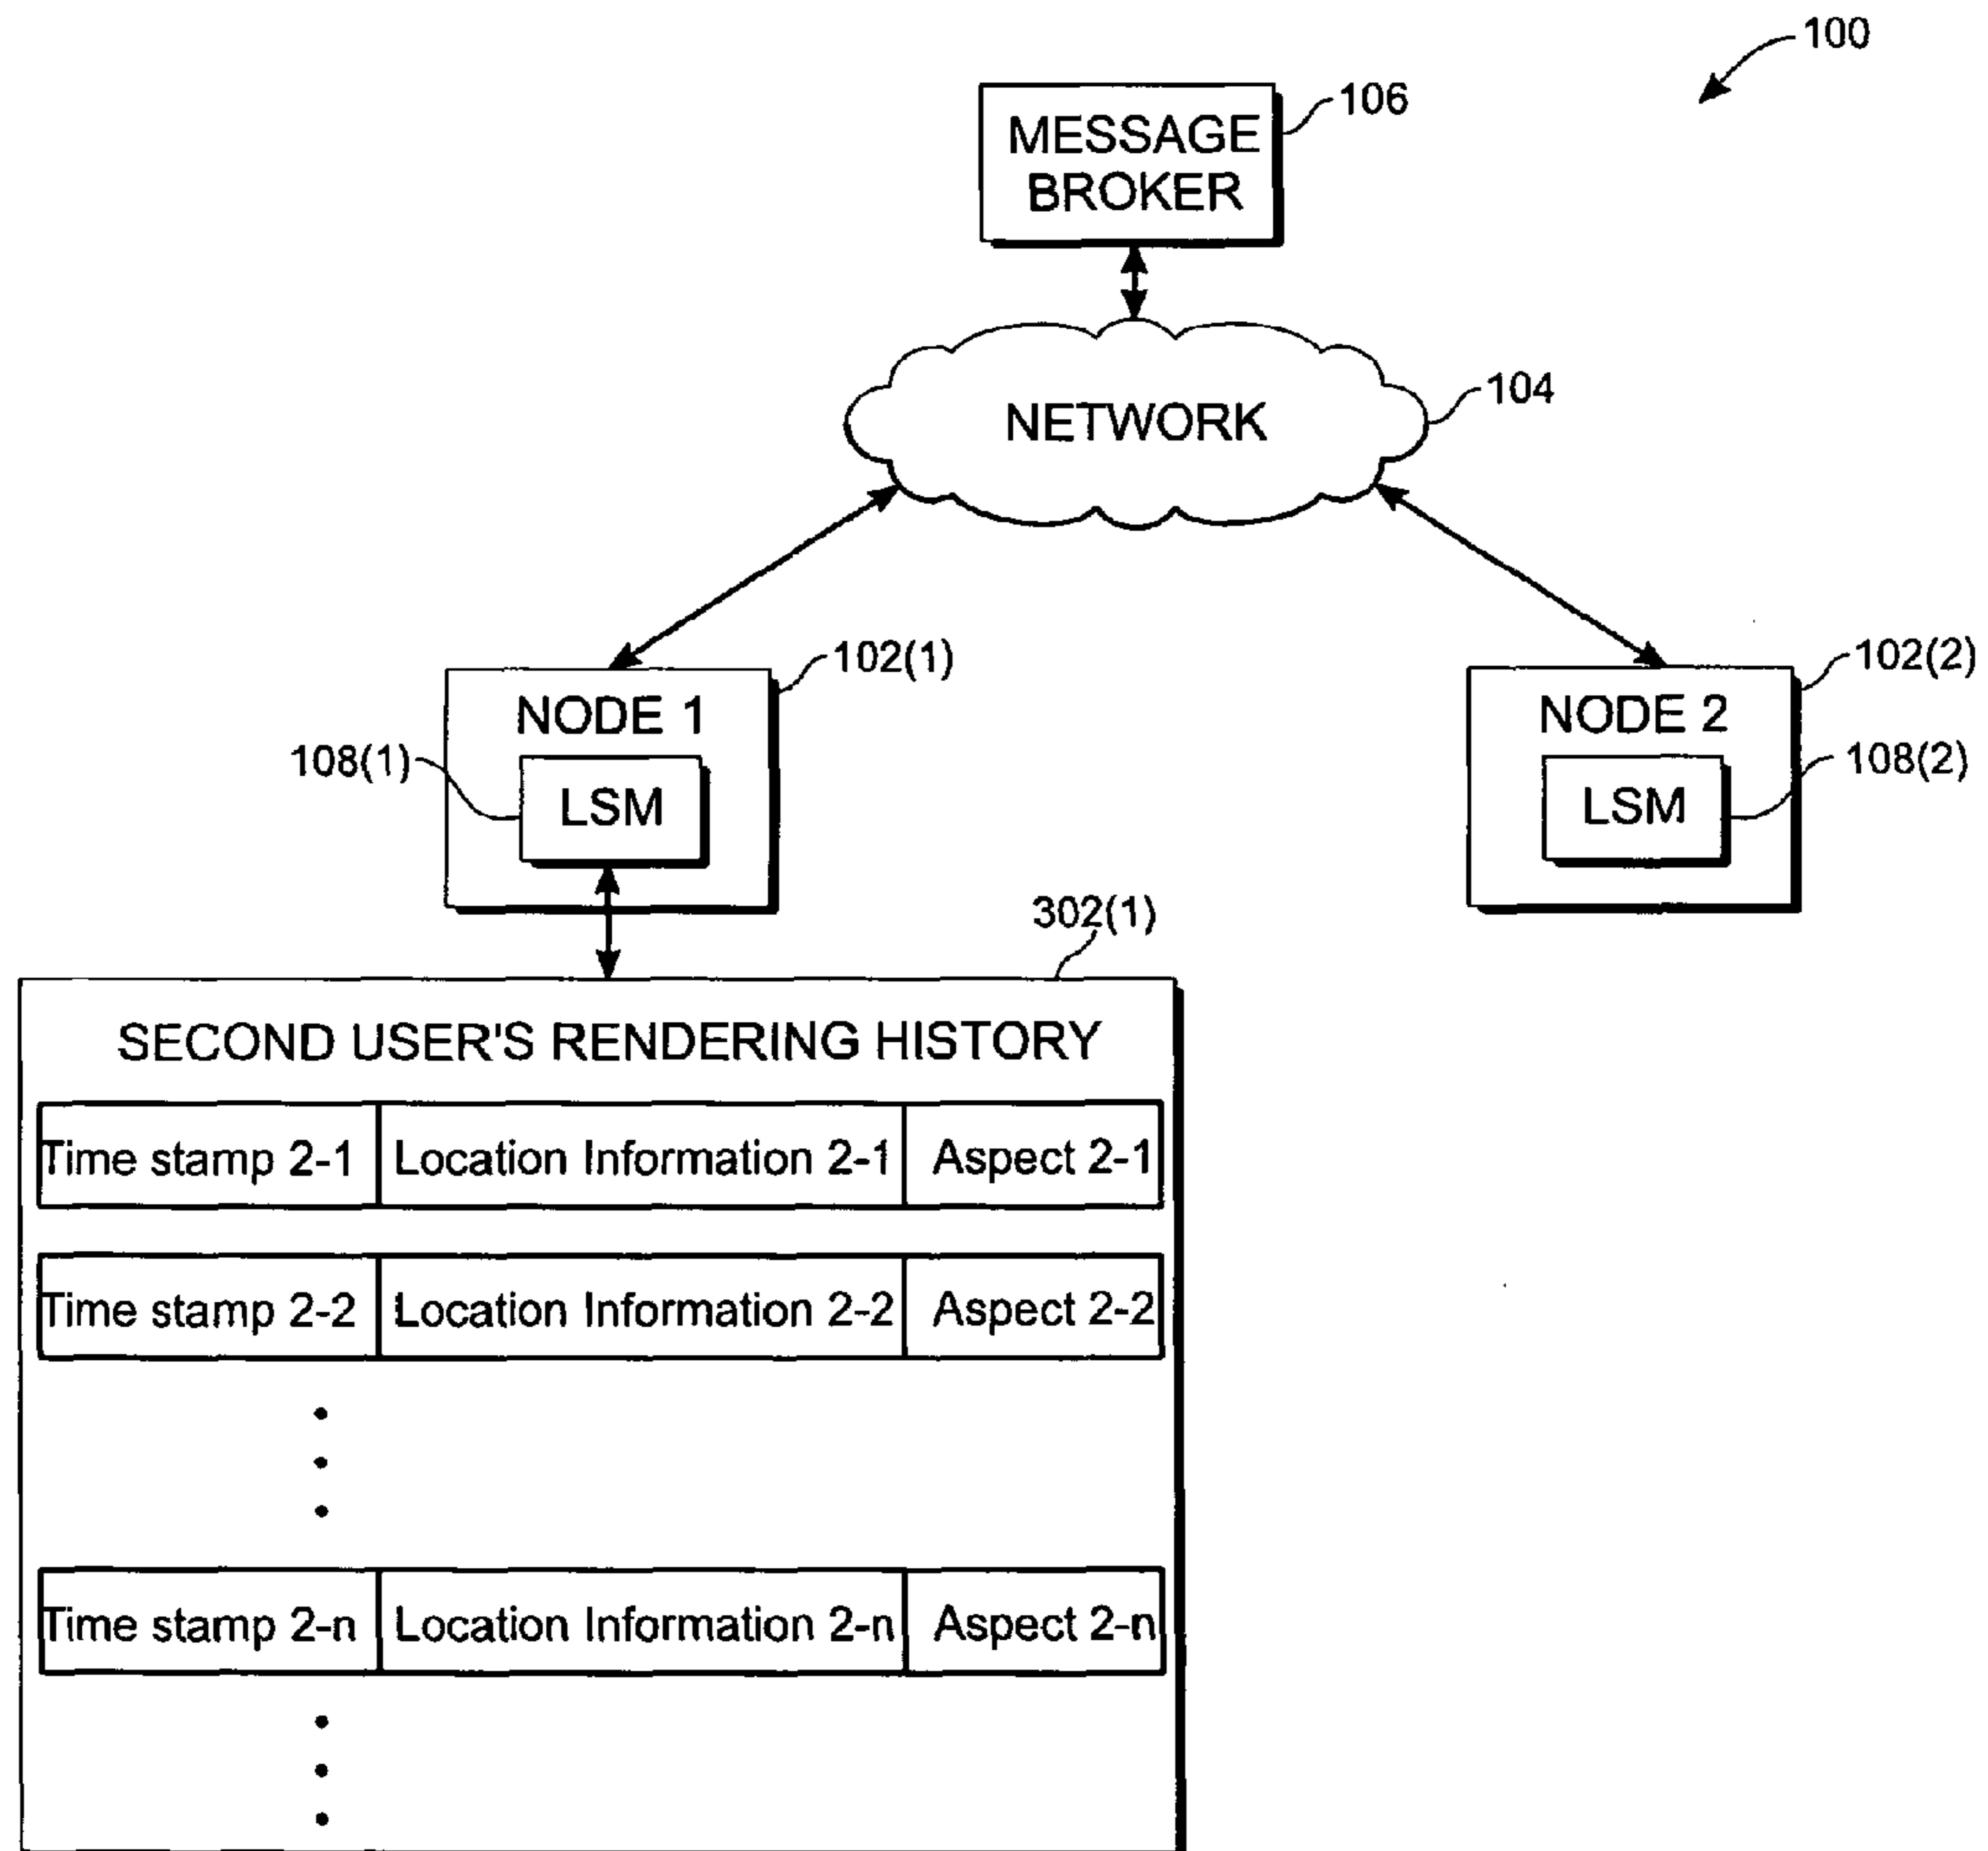 100
MESSAGE
BROKER
106
NETWORK
104
NODE 1
102(1)
LSM
108(1)
NODE 2
102(2)
LSM
108(2)
302(1)
SECOND USER'S RENDERING HISTORY
Time stamp 2-1 Location Information 2-1 Aspect 2-1
Time stamp 2-2 Location Information 2-2 Aspect 2-2
Time stamp 2-n Location Information 2-n Aspect 2-n